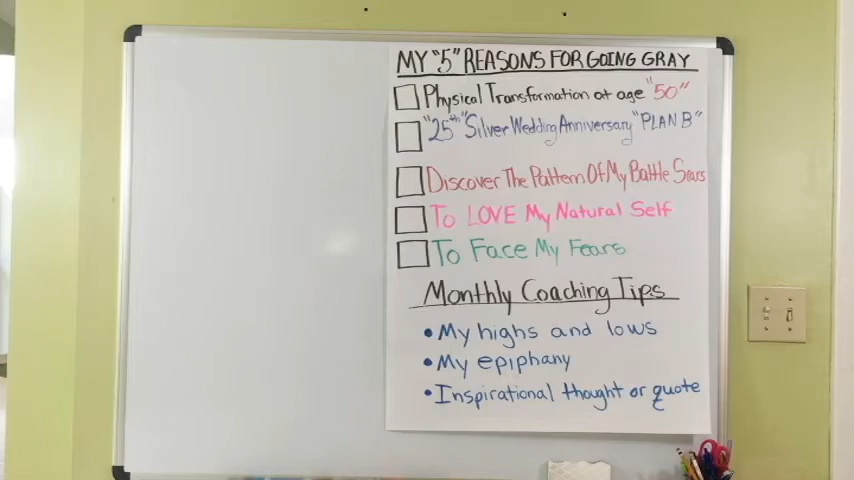 MY "5" REASONS FOR GOING GRAY
Physical Transformation at age "50"
"25th" Silver Wedding Anniversary "PLAN B"
Discover The Pattern Of My Battle Scars
To LOVE My Natural Self
To Face My Fears
Monthly Coaching Tips
• My highs and lows
• My epiphany
• Inspirational thought or quote